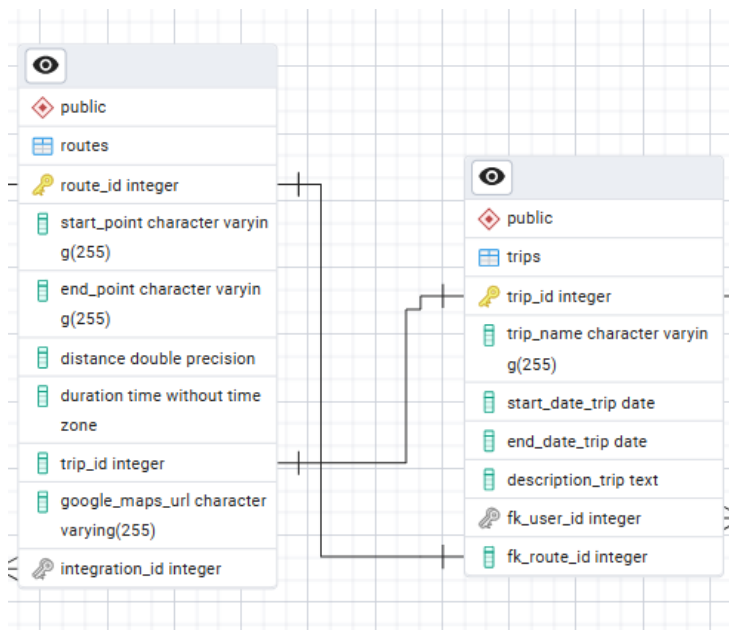 public
routes
route_id integer
start_point character varyin
g(255)
end_point character varyin
g(255)
distance double precision
duration time without time
zone
trip_id integer
google_maps_url character
varying(255)
integration_id integer
public
trips
trip_id integer
trip_name character varyin
g(255)
start_date_trip date
end_date_trip date
description_trip text
fk_user_id integer
fk_route_id integer